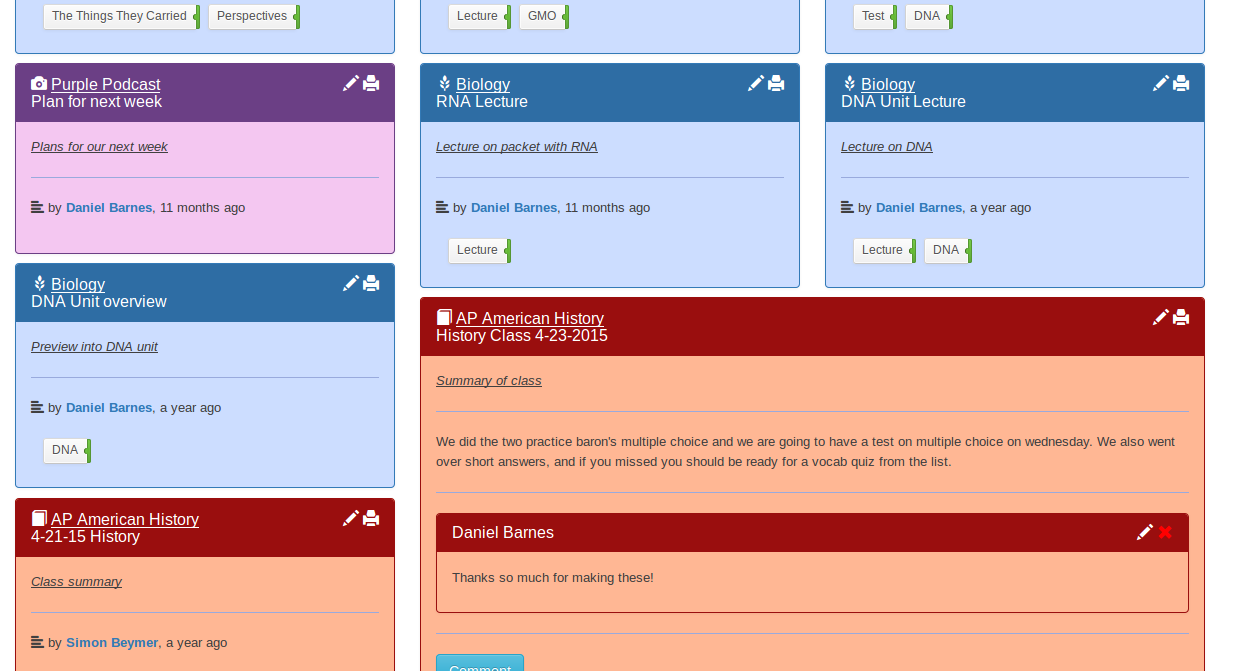 The Things They Carried
Perspectives
Lecture
GMO
Test
DNA
Purple Podcast
Plan for next week
Plans for our next week
by Daniel Barnes, 11 months ago
Biology
RNA Lecture
Lecture on packet with RNA
by Daniel Barnes, 11 months ago
Lecture
Biology
DNA Unit Lecture
Lecture on DNA
by Daniel Barnes, a year ago
Lecture
DNA
Biology
DNA Unit overview
Preview into DNA unit
by Daniel Barnes, a year ago
DNA
AP American History
History Class 4-23-2015
Summary of class
We did the two practice baron's multiple choice and we are going to have a test on multiple choice on wednesday. We also went
over short answers, and if you missed you should be ready for a vocab quiz from the list.
Daniel Barnes
Thanks so much for making these!
Comment
AP American History
4-21-15 History
Class summary
by Simon Beymer, a year ago